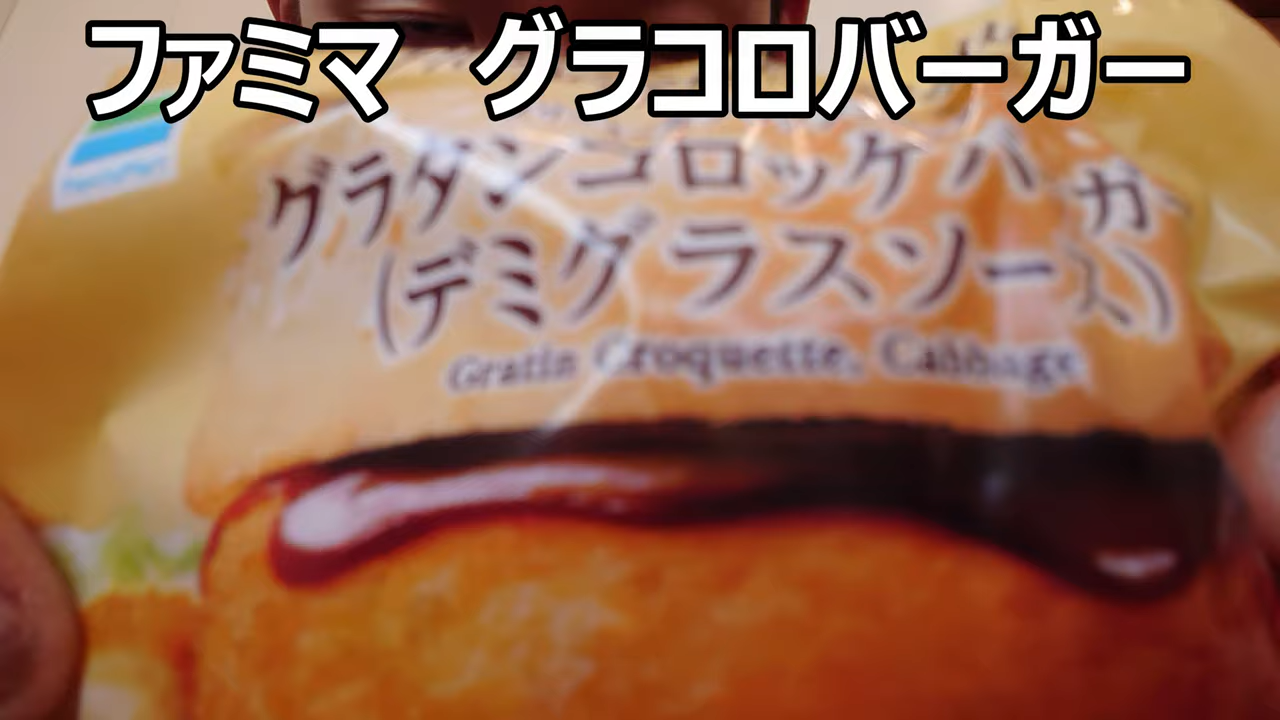 ファミマ　グラコロバーガー
グラタンコロッケバーガー
(デミグラスソース入)
Gratin Croquette, Cabbage